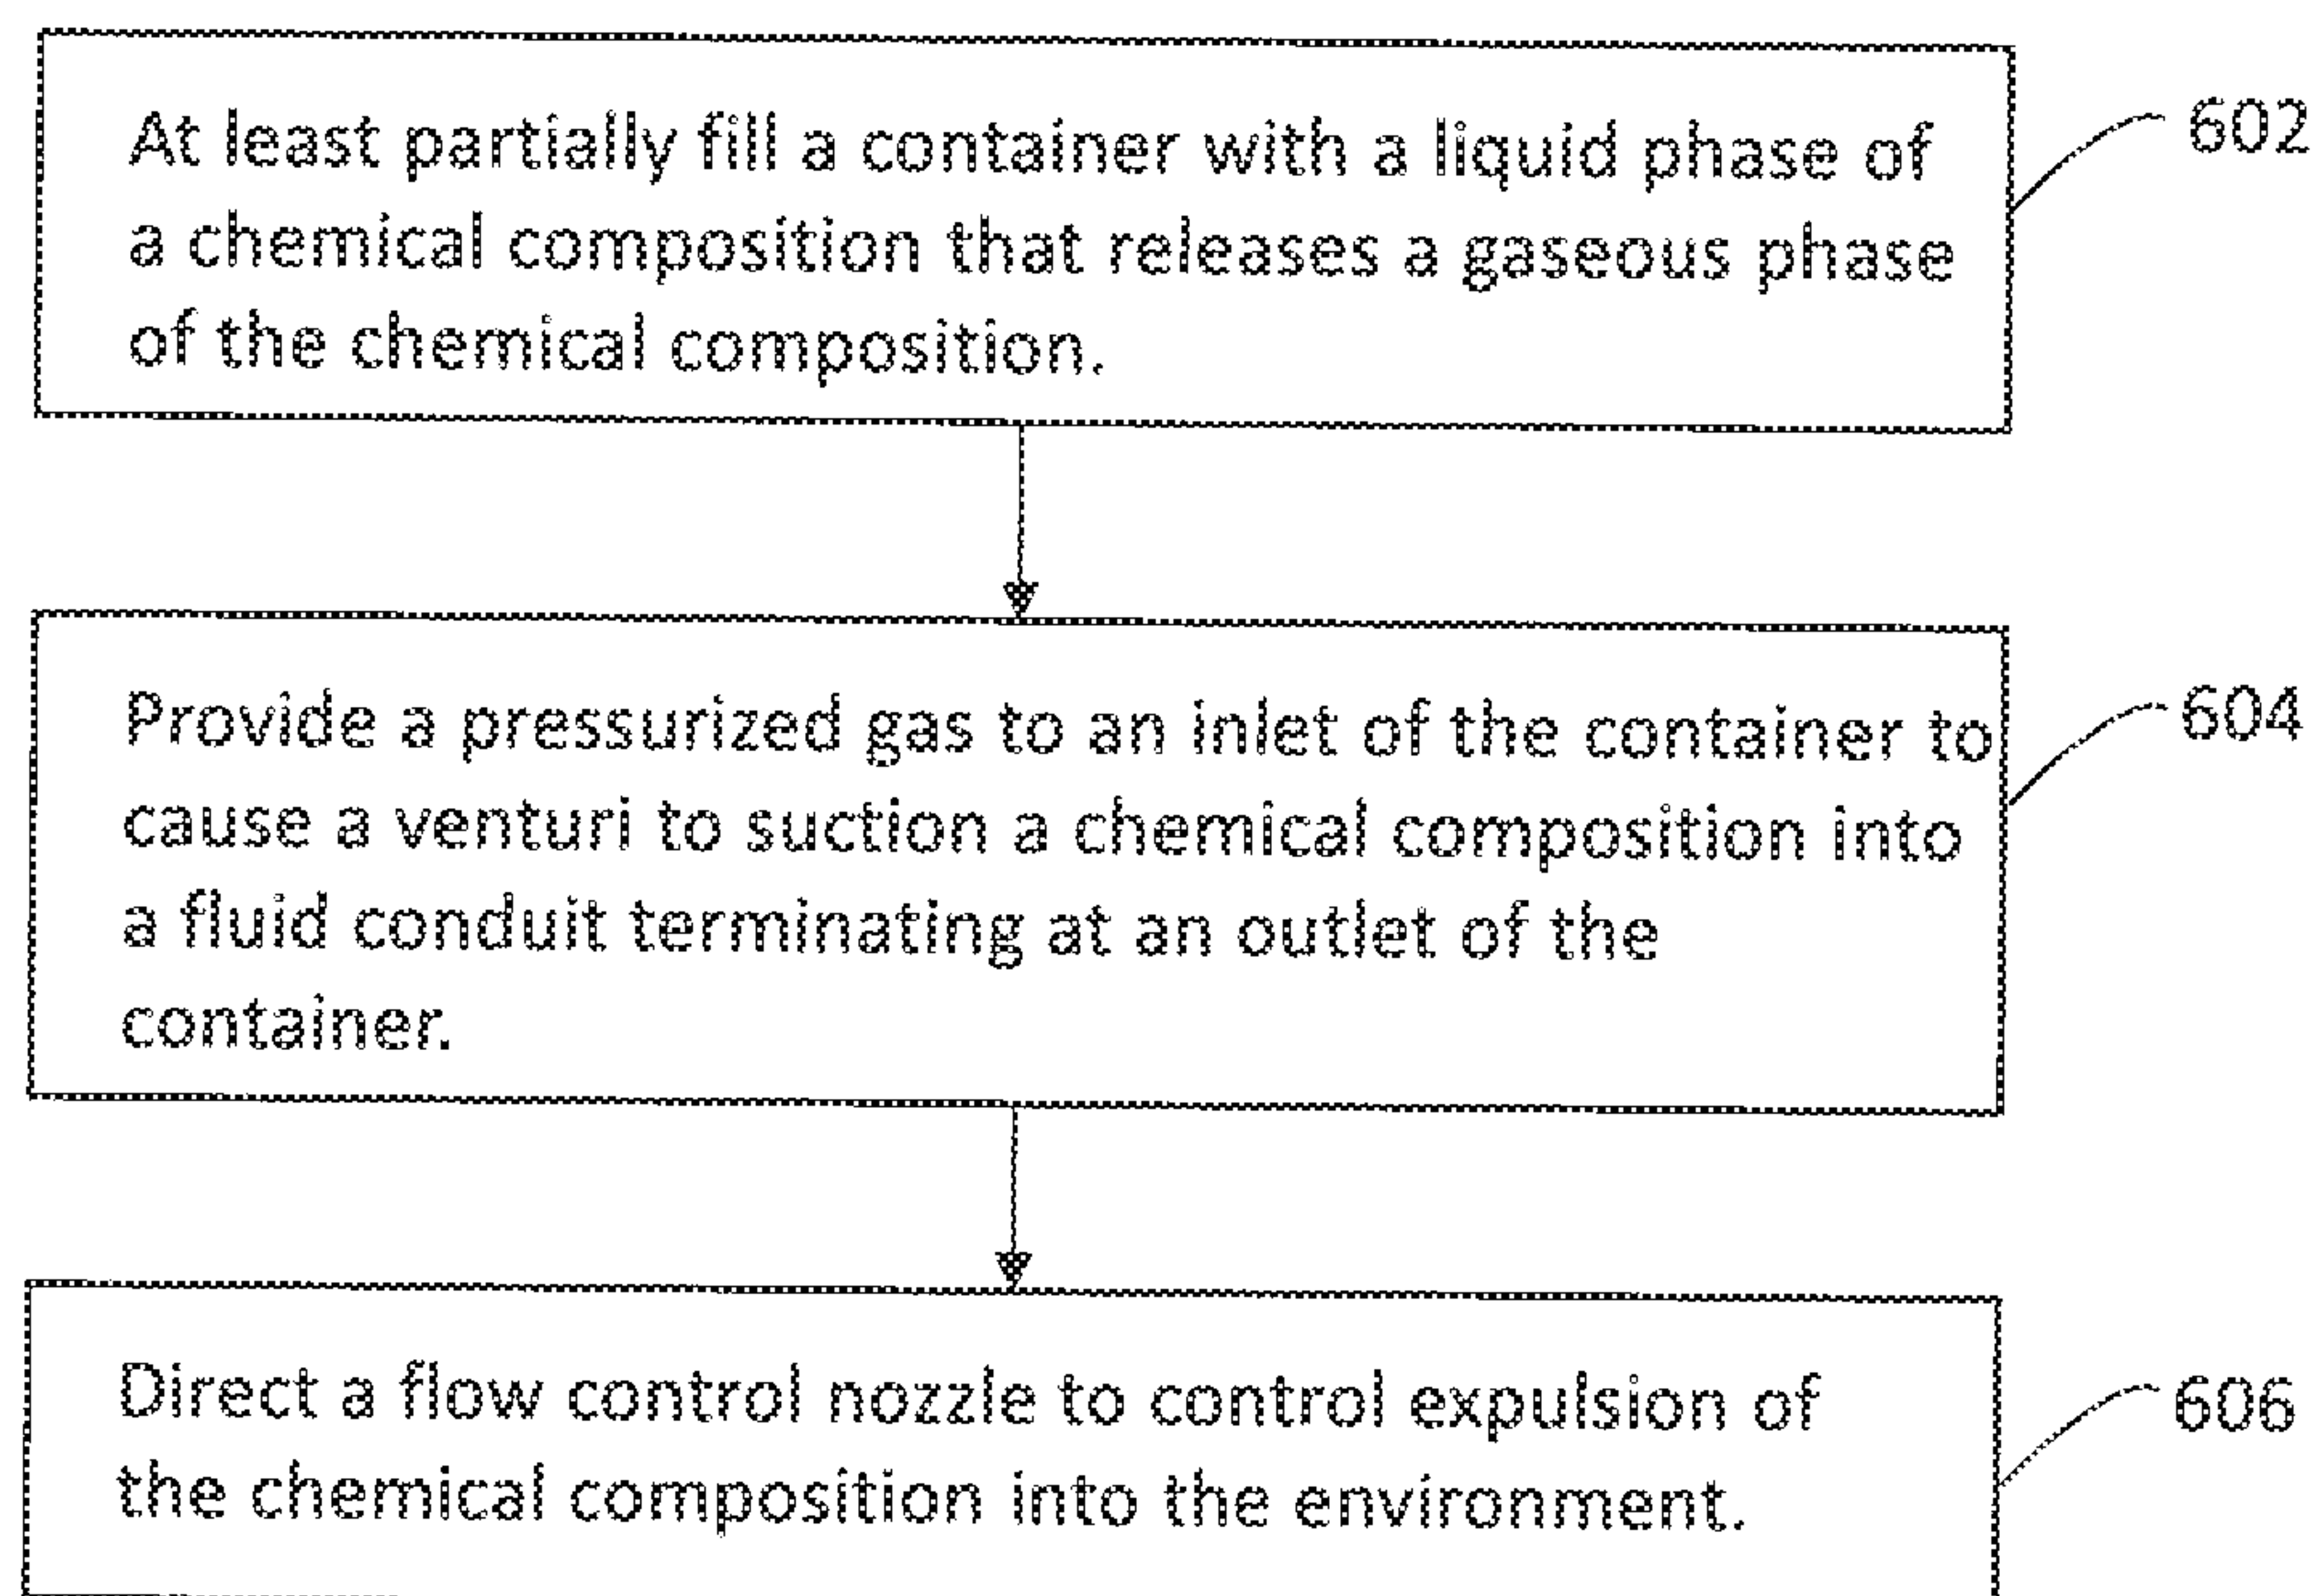 At least partially fill a container with a liquid phase of
602
a chemical composition that releases a gaseous phase
of the chemical composition.
Provide a pressurized gas to an inlet of the container to
604
cause a venturi to suction a chemical composition into
a fluid conduit terminating at an outlet of the
container.
Direct a flow control nozzle to control expulsion of
606
the chemical composition into the environment.